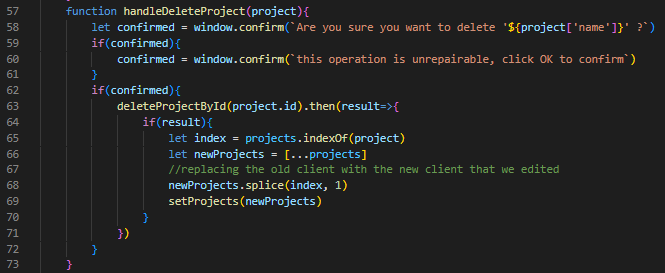 57 function handleDeleteProject(project){
58 let confirmed = window.confirm(`Are you sure you want to delete '${project['name']}' ?`)
59 if(confirmed){
60 confirmed = window.confirm(`this operation is unrepairable, click OK to confirm`)
61 }
62 if(confirmed){
63 deleteProjectById(project.id).then(result=>{
64 if(result){
65 let index = projects.indexOf(project)
66 let newProjects = [...projects]
67 //replacing the old client with the new client that we edited
68 newProjects.splice(index, 1)
69 setProjects(newProjects)
70 }
71 })
72 }
73 }